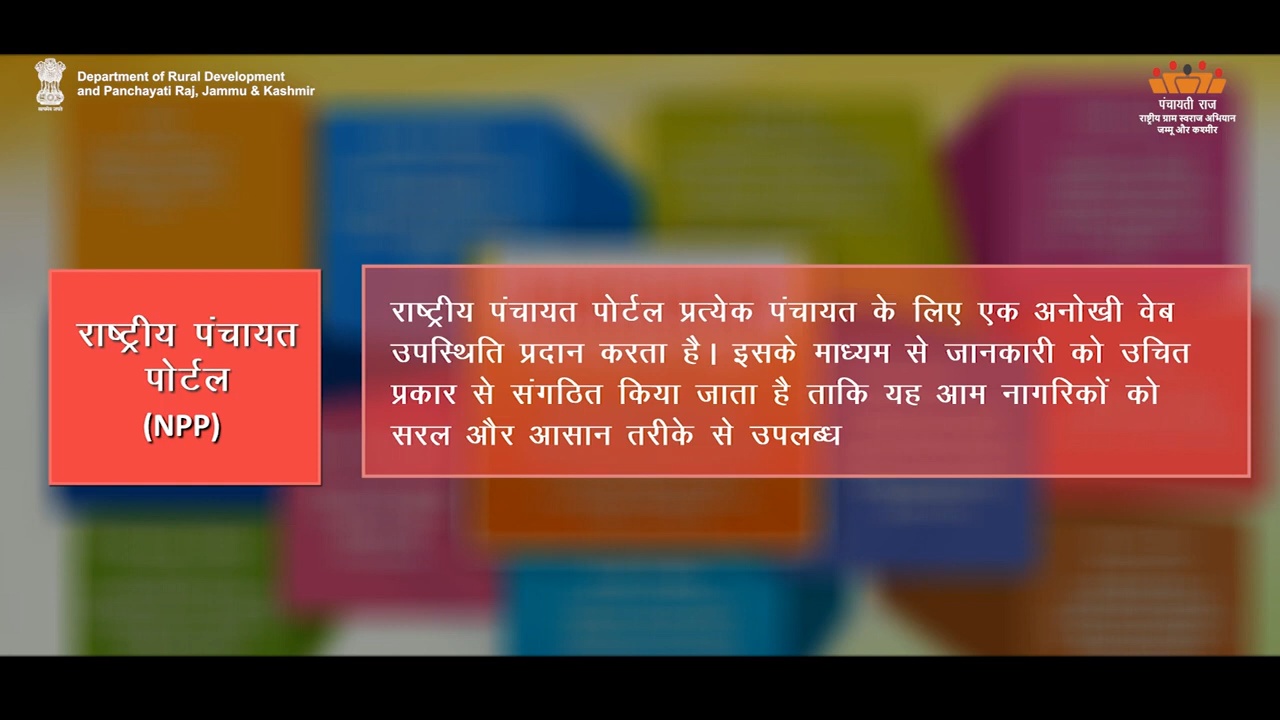 Department of Rural Development
and Panchayati Raj, Jammu & Kashmir
पंचायती राज
राष्ट्रीय ग्राम स्वराज अभियान
जम्मू और कश्मीर
राष्ट्रीय पंचायत
पोर्टल
(NPP)
राष्ट्रीय पंचायत पोर्टल प्रत्येक पंचायत के लिए एक अनोखी वेब
उपस्थिति प्रदान करता है। इसके माध्यम से जानकारी को उचित
प्रकार से संगठित किया जाता है ताकि यह आम नागरिकों को
सरल और आसान तरीके से उपलब्ध